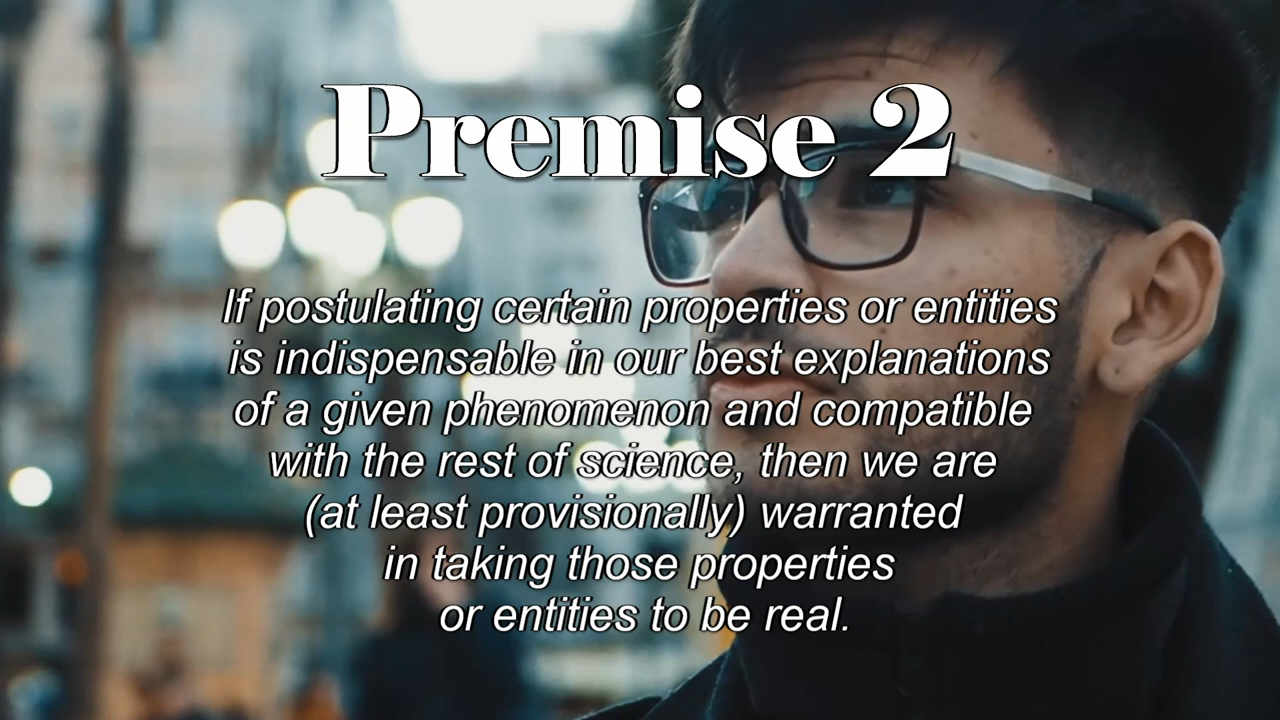 Premise 2
If postulating certain properties or entities
is indispensable in our best explanations
of a given phenomenon and compatible
with the rest of science, then we are
(at least provisionally) warranted
in taking those properties
or entities to be real.